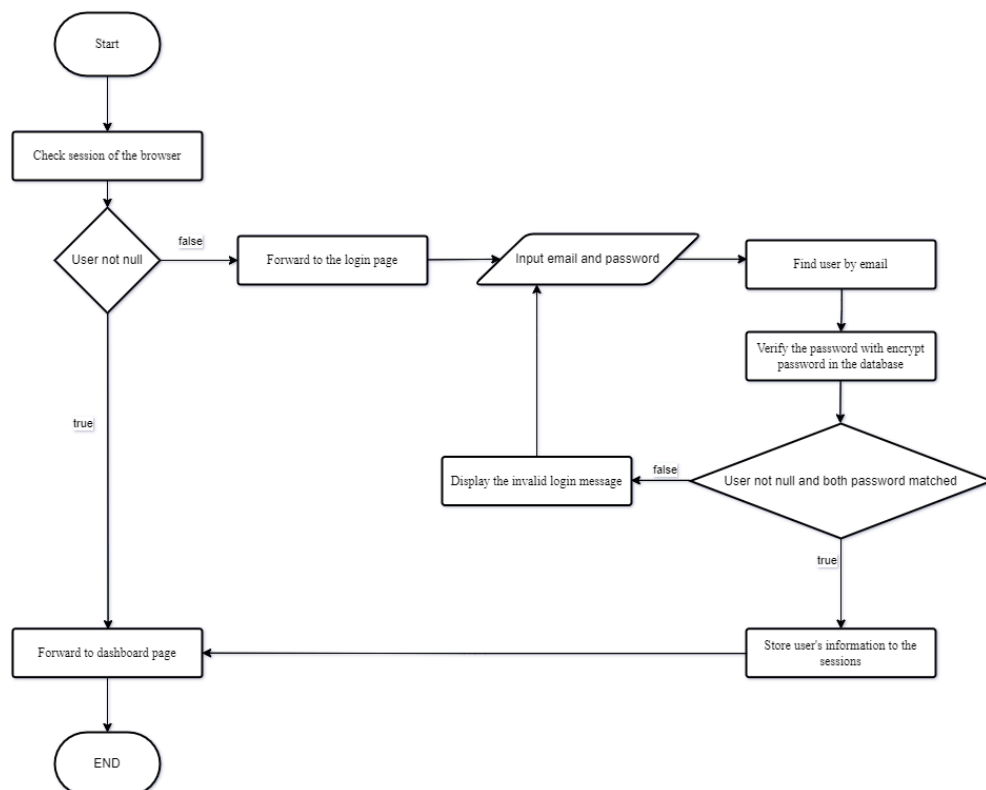 Start
Check session of the browser
User not null
false
Forward to the login page
Input email and password
Find user by email
Verify the password with encrypt
password in the database
true
User not null and both password matched
false
Display the invalid login message
true
Forward to dashboard page
Store user's information to the
sessions
END